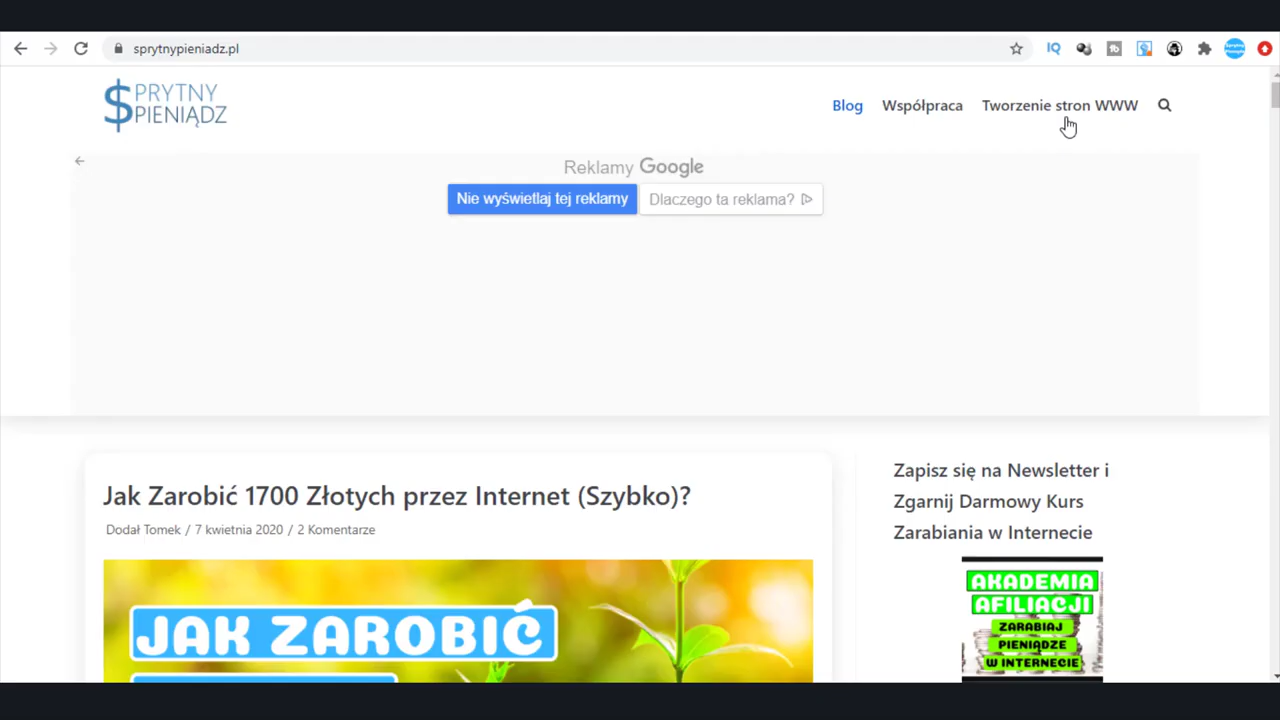 sprytnypieniadz.pl
IQ
$PRYTNY
PIENIĄDZ
Blog
Współpraca
Tworzenie stron WWW
Reklamy Google
Nie wyświetlaj tej reklamy
Dlaczego ta reklama?
Jak Zarobić 1700 Złotych przez Internet (Szybko)?
Dodał Tomek / 7 kwietnia 2020 / 2 Komentarze
JAK ZAROBIĆ
Zapisz się na Newsletter i
Zgarnij Darmowy Kurs
Zarabiania w Internecie
AKADEMIA
AFILIACJI
ZARABIAJ
PIENIĄDZE
W INTERNECIE